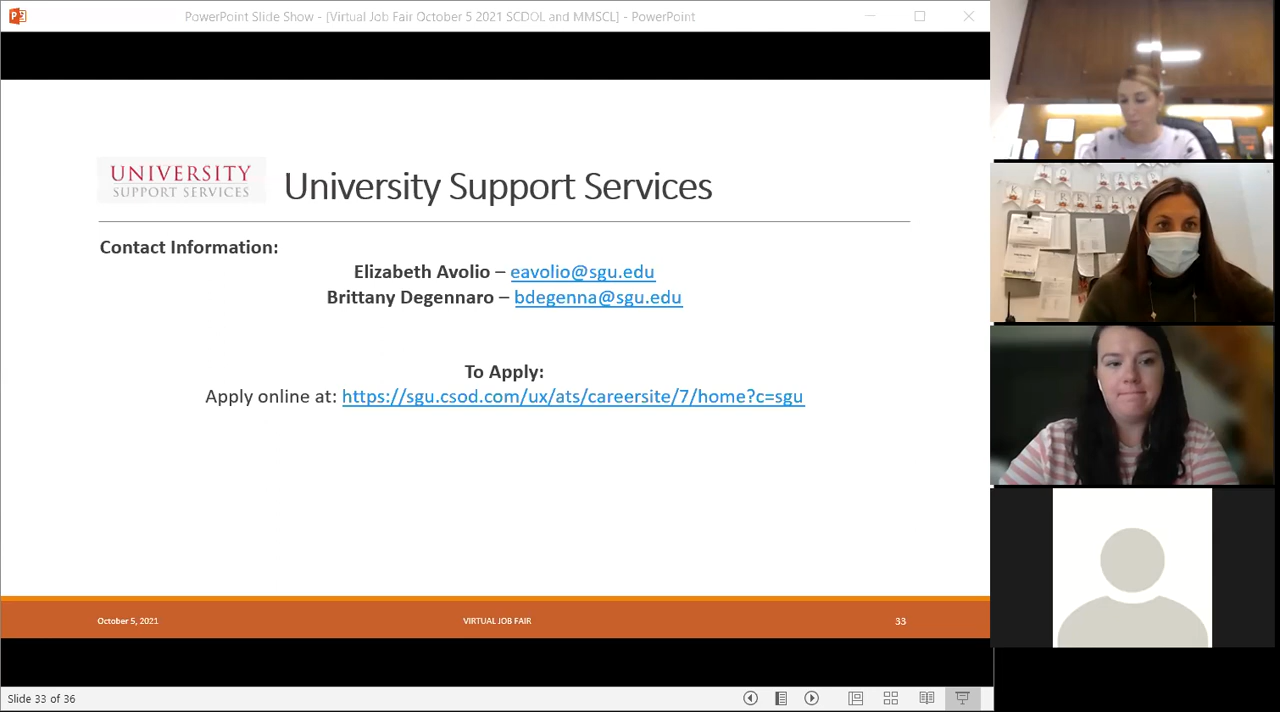 PowerPoint Slide Show - [Virtual Job Fair October 5 2021 SCDOL and MMSCL] - PowerPoint
UNIVERSITY
SUPPORT SERVICES
University Support Services
Contact Information:
Elizabeth Avolio – eavolio@sgu.edu
Brittany Degennaro – bdegenna@sgu.edu
To Apply:
Apply online at: https://sgu.csod.com/ux/ats/careersite/7/home?c=sgu
October 5, 2021
VIRTUAL JOB FAIR
33
Slide 33 of 36